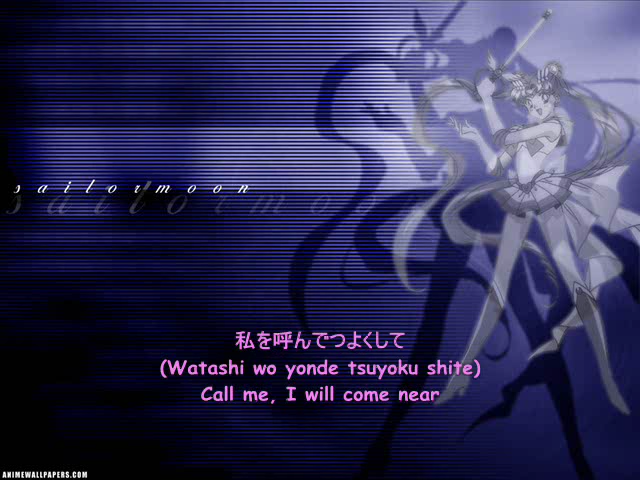 sailormoon
sailormoon
私を呼んでつよくして
(Watashi wo yonde tsuyoku shite)
Call me, I will come near
ANIMEWALLPAPERS.COM